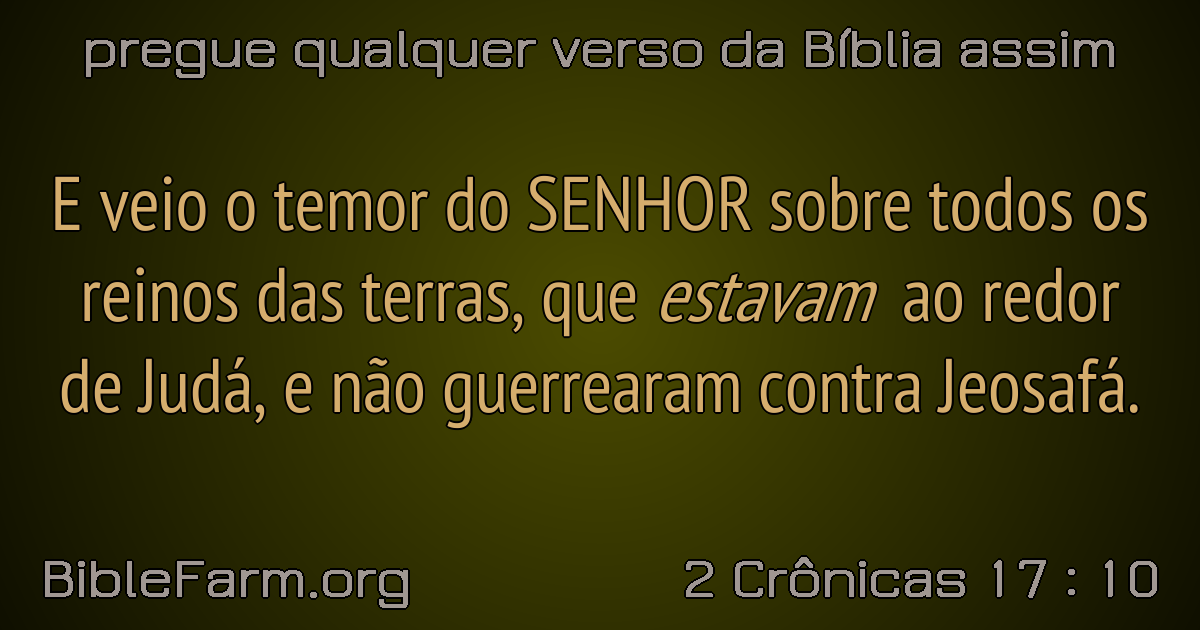 pregue qualquer verso da Bíblia assim
E veio o temor do SENHOR sobre todos os
reinos das terras, que estavam ao redor
de Judá, e não guerrearam contra Jeosafá.
BibleFarm.org
2 Crônicas 17 : 10